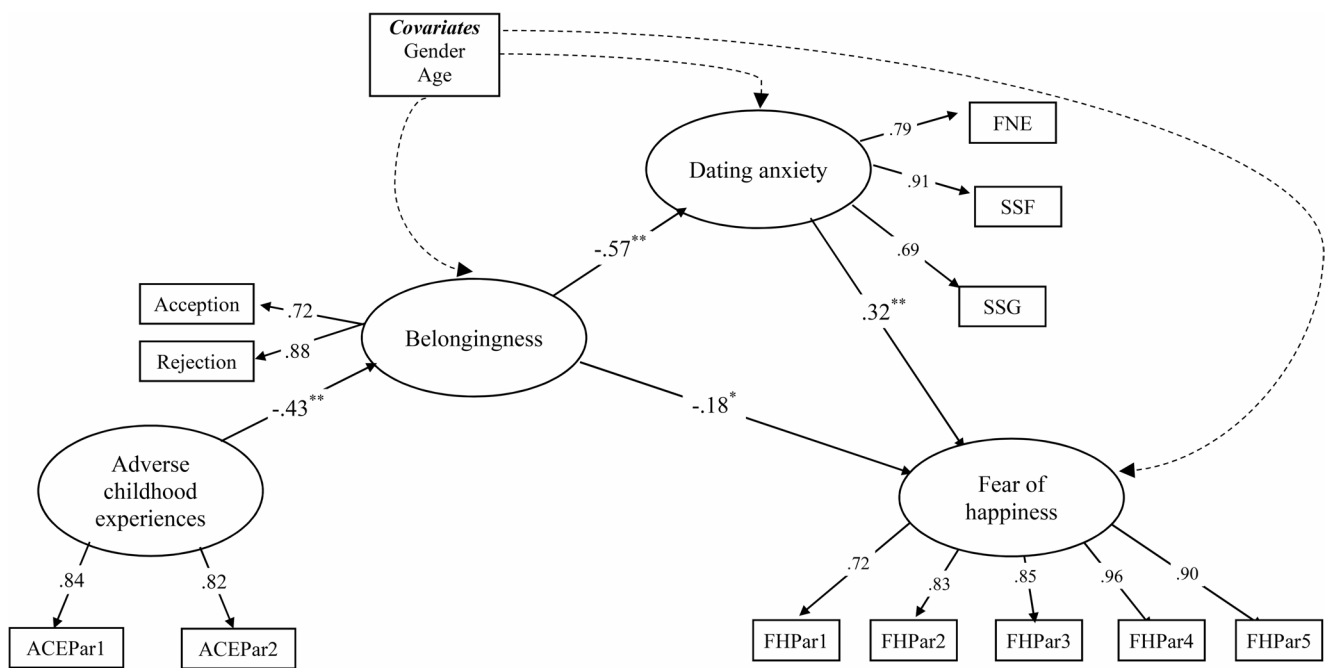 Covariates
Gender
Age
FNE
.79
Dating anxiety
.91
SSF
-.57**
.69
SSG
Acception
.72
.32**
Belongingness
Rejection
.88
-.43**
-.18*
Adverse
childhood
experiences
Fear of
happiness
.84
.82
.72
.83
.85
.96
.90
ACEPar1
ACEPar2
FHPar1
FHPar2
FHPar3
FHPar4
FHPar5